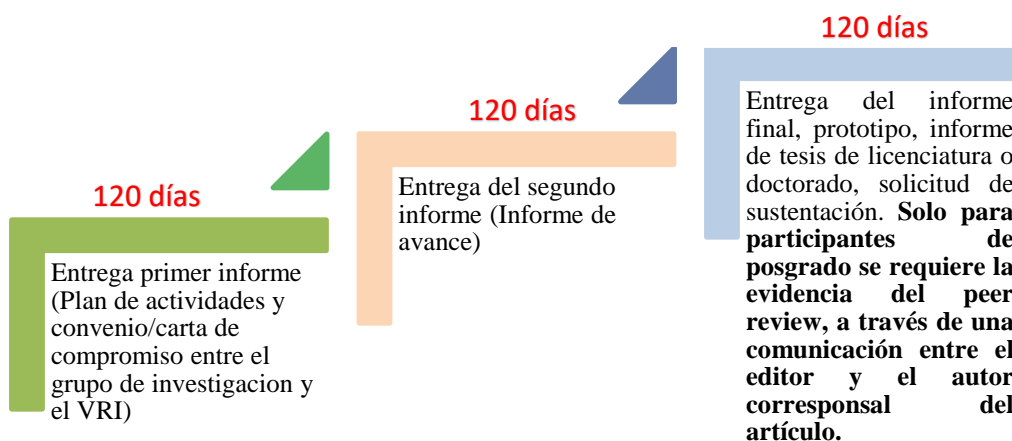 120 días
Entrega primer informe
(Plan de actividades y
convenio/carta de
compromiso entre el
grupo de investigacion y
el VRI)
120 días
Entrega del segundo
informe (Informe de
avance)
120 días
Entrega del informe
final, prototipo, informe
de tesis de licenciatura o
doctorado, solicitud de
sustentación. Solo para
participantes de
posgrado se requiere la
evidencia del peer
review, a través de una
comunicación entre el
editor y el autor
corresponsal del
artículo.